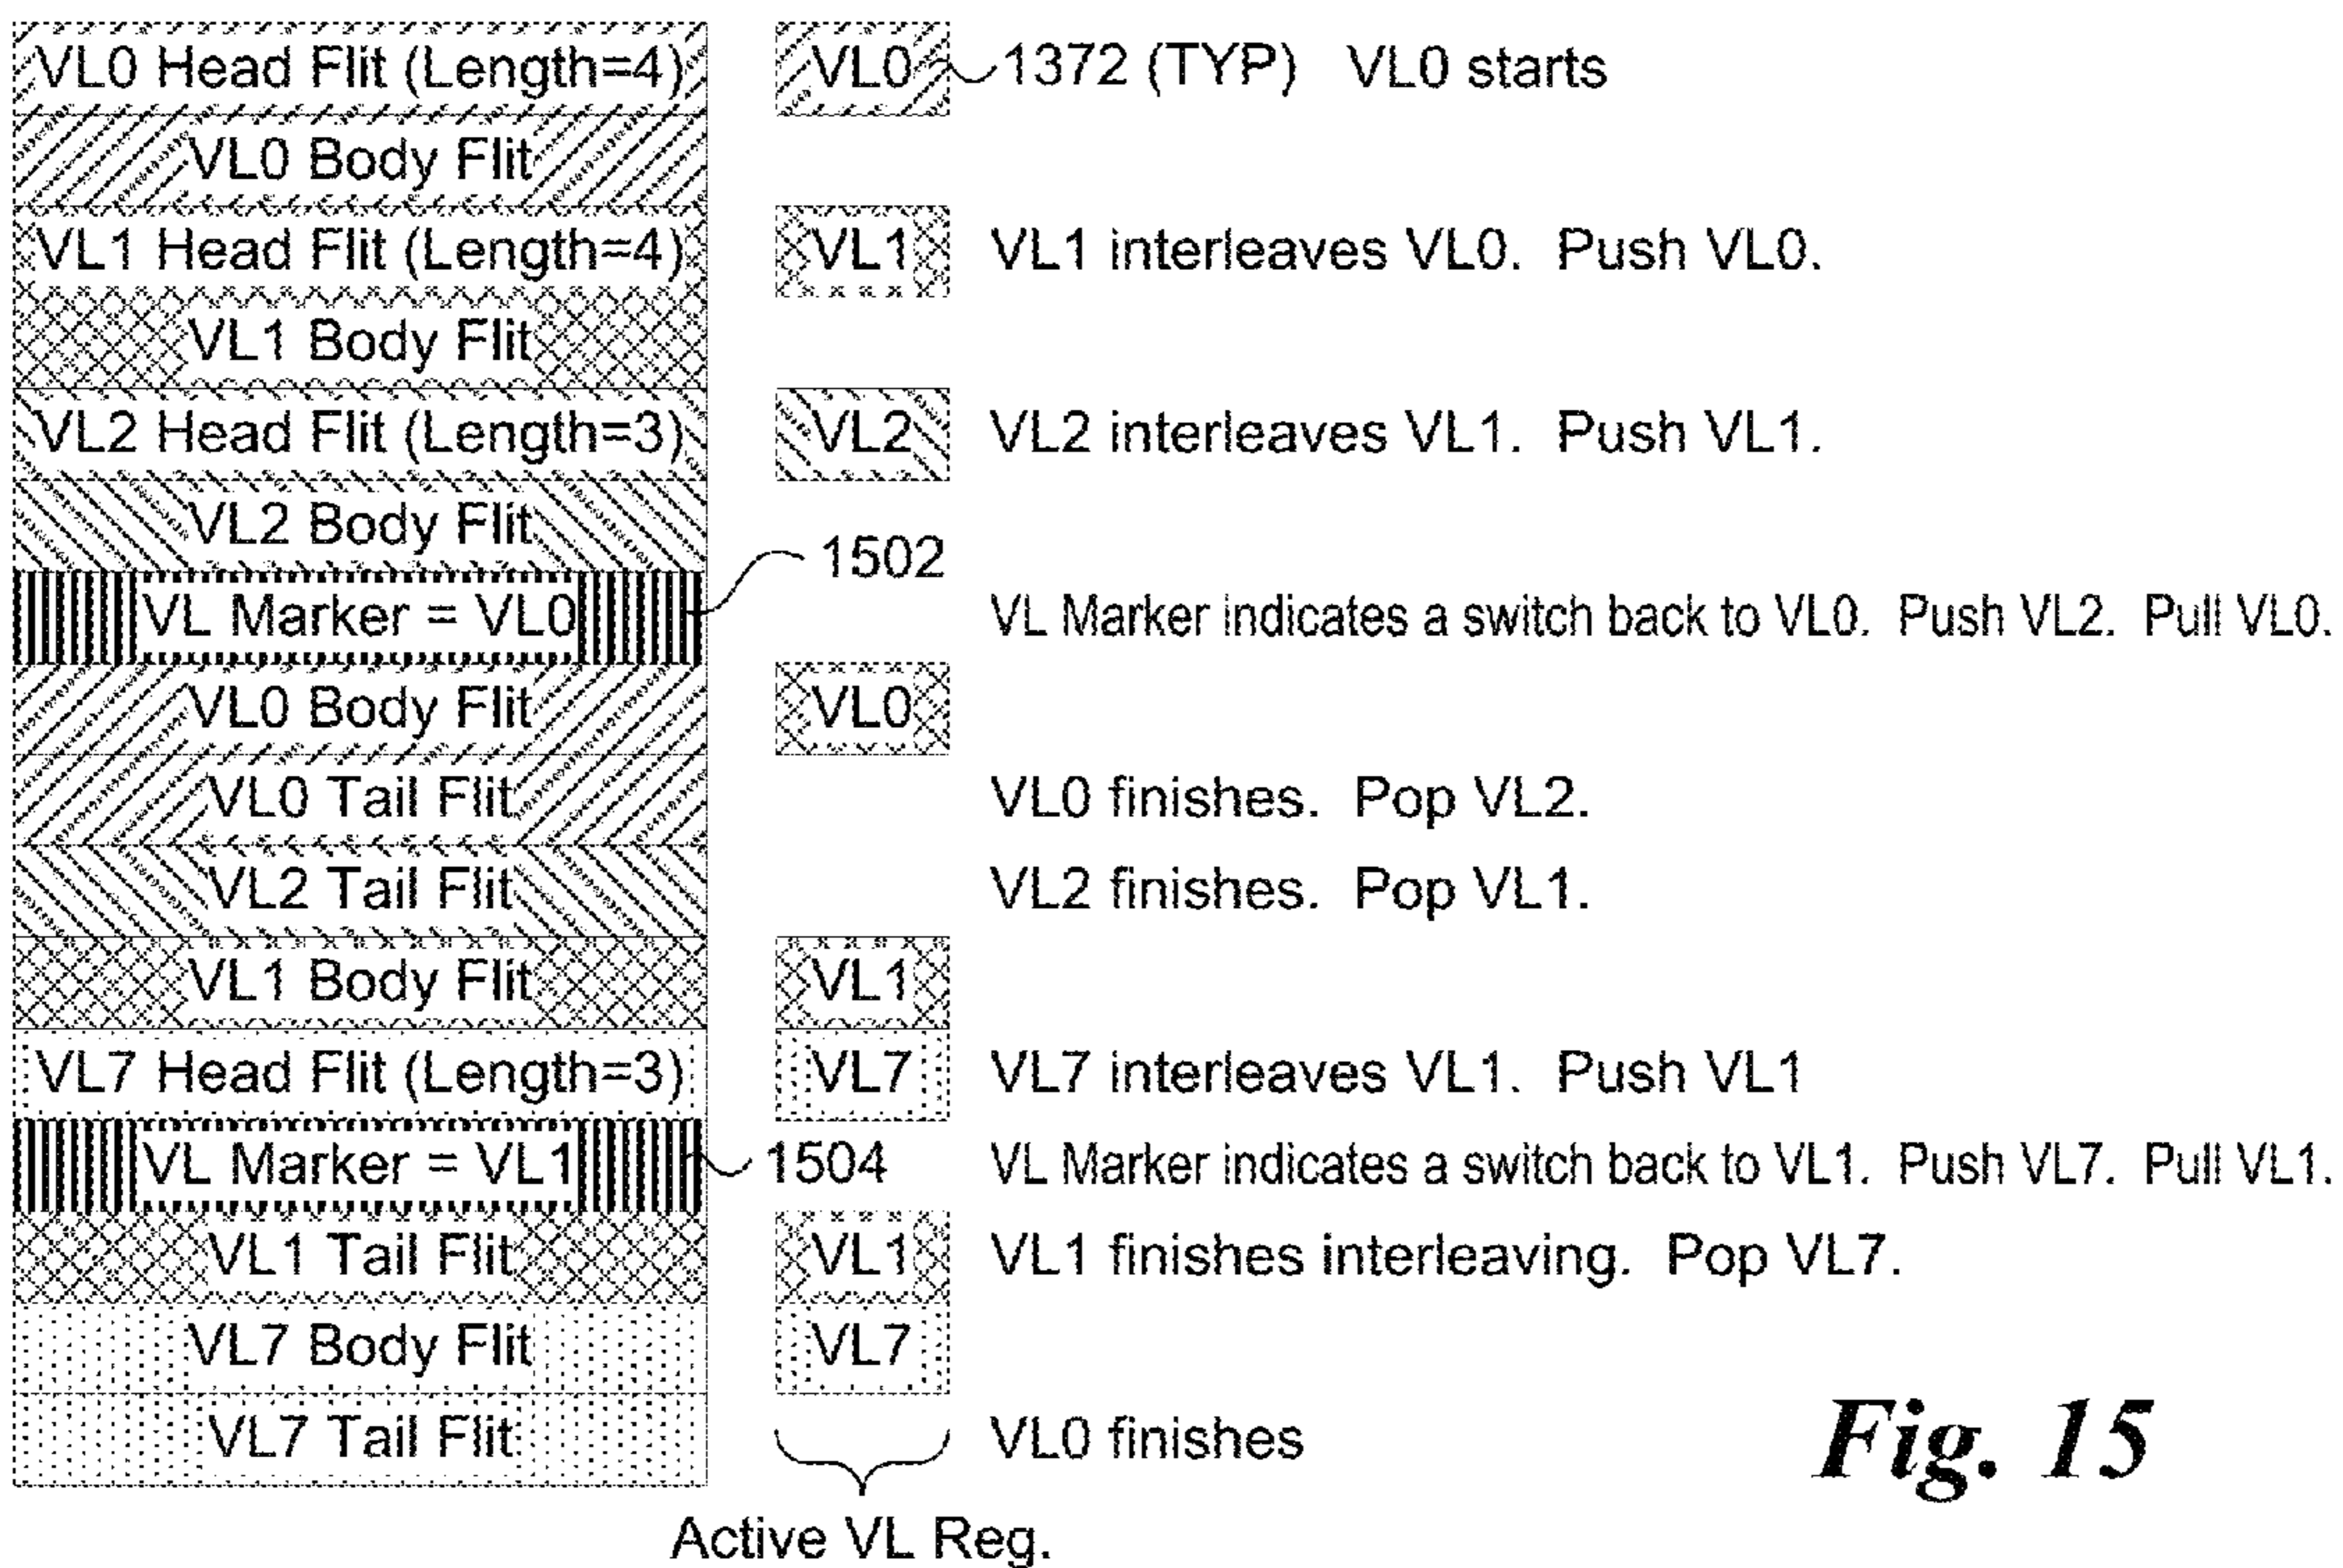 VL0 Head Flit (Length=4) VL0 1372 (TYP) VL0 starts
VL0 Body Flit
VL1 Head Flit (Length=4) VL1 VL1 interleaves VL0. Push VL0.
VL1 Body Flit
VL2 Head Flit (Length=3) VL2 VL2 interleaves VL1. Push VL1.
VL2 Body Flit
1502
VL Marker = VL0 VL Marker indicates a switch back to VL0. Push VL2. Pull VL0.
VL0 Body Flit VL0
VL0 Tail Flit VL0 finishes. Pop VL2.
VL2 Tail Flit VL2 finishes. Pop VL1.
VL1 Body Flit VL1
VL7 Head Flit (Length=3) VL7 VL7 interleaves VL1. Push VL1
VL Marker = VL1 1504 VL Marker indicates a switch back to VL1. Push VL7. Pull VL1.
VL1 Tail Flit VL1 VL1 finishes interleaving. Pop VL7.
VL7 Body Flit VL7
VL7 Tail Flit VL0 finishes
Fig. 15
Active VL Reg.